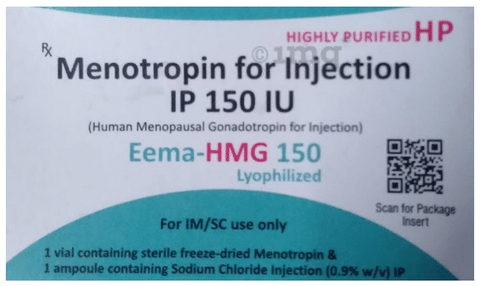 HIGHLY PURIFIED HP
Rx
©1mg
Menotropin for Injection
IP 150 IU
(Human Menopausal Gonadotropin for Injection)
Eema-HMG 150
Lyophilized
Scan for Package
Insert
For IM/SC use only
1 vial containing sterile freeze-dried Menotropin &
1 ampoule containing Sodium Chloride Injection (0.9% w/v) IP